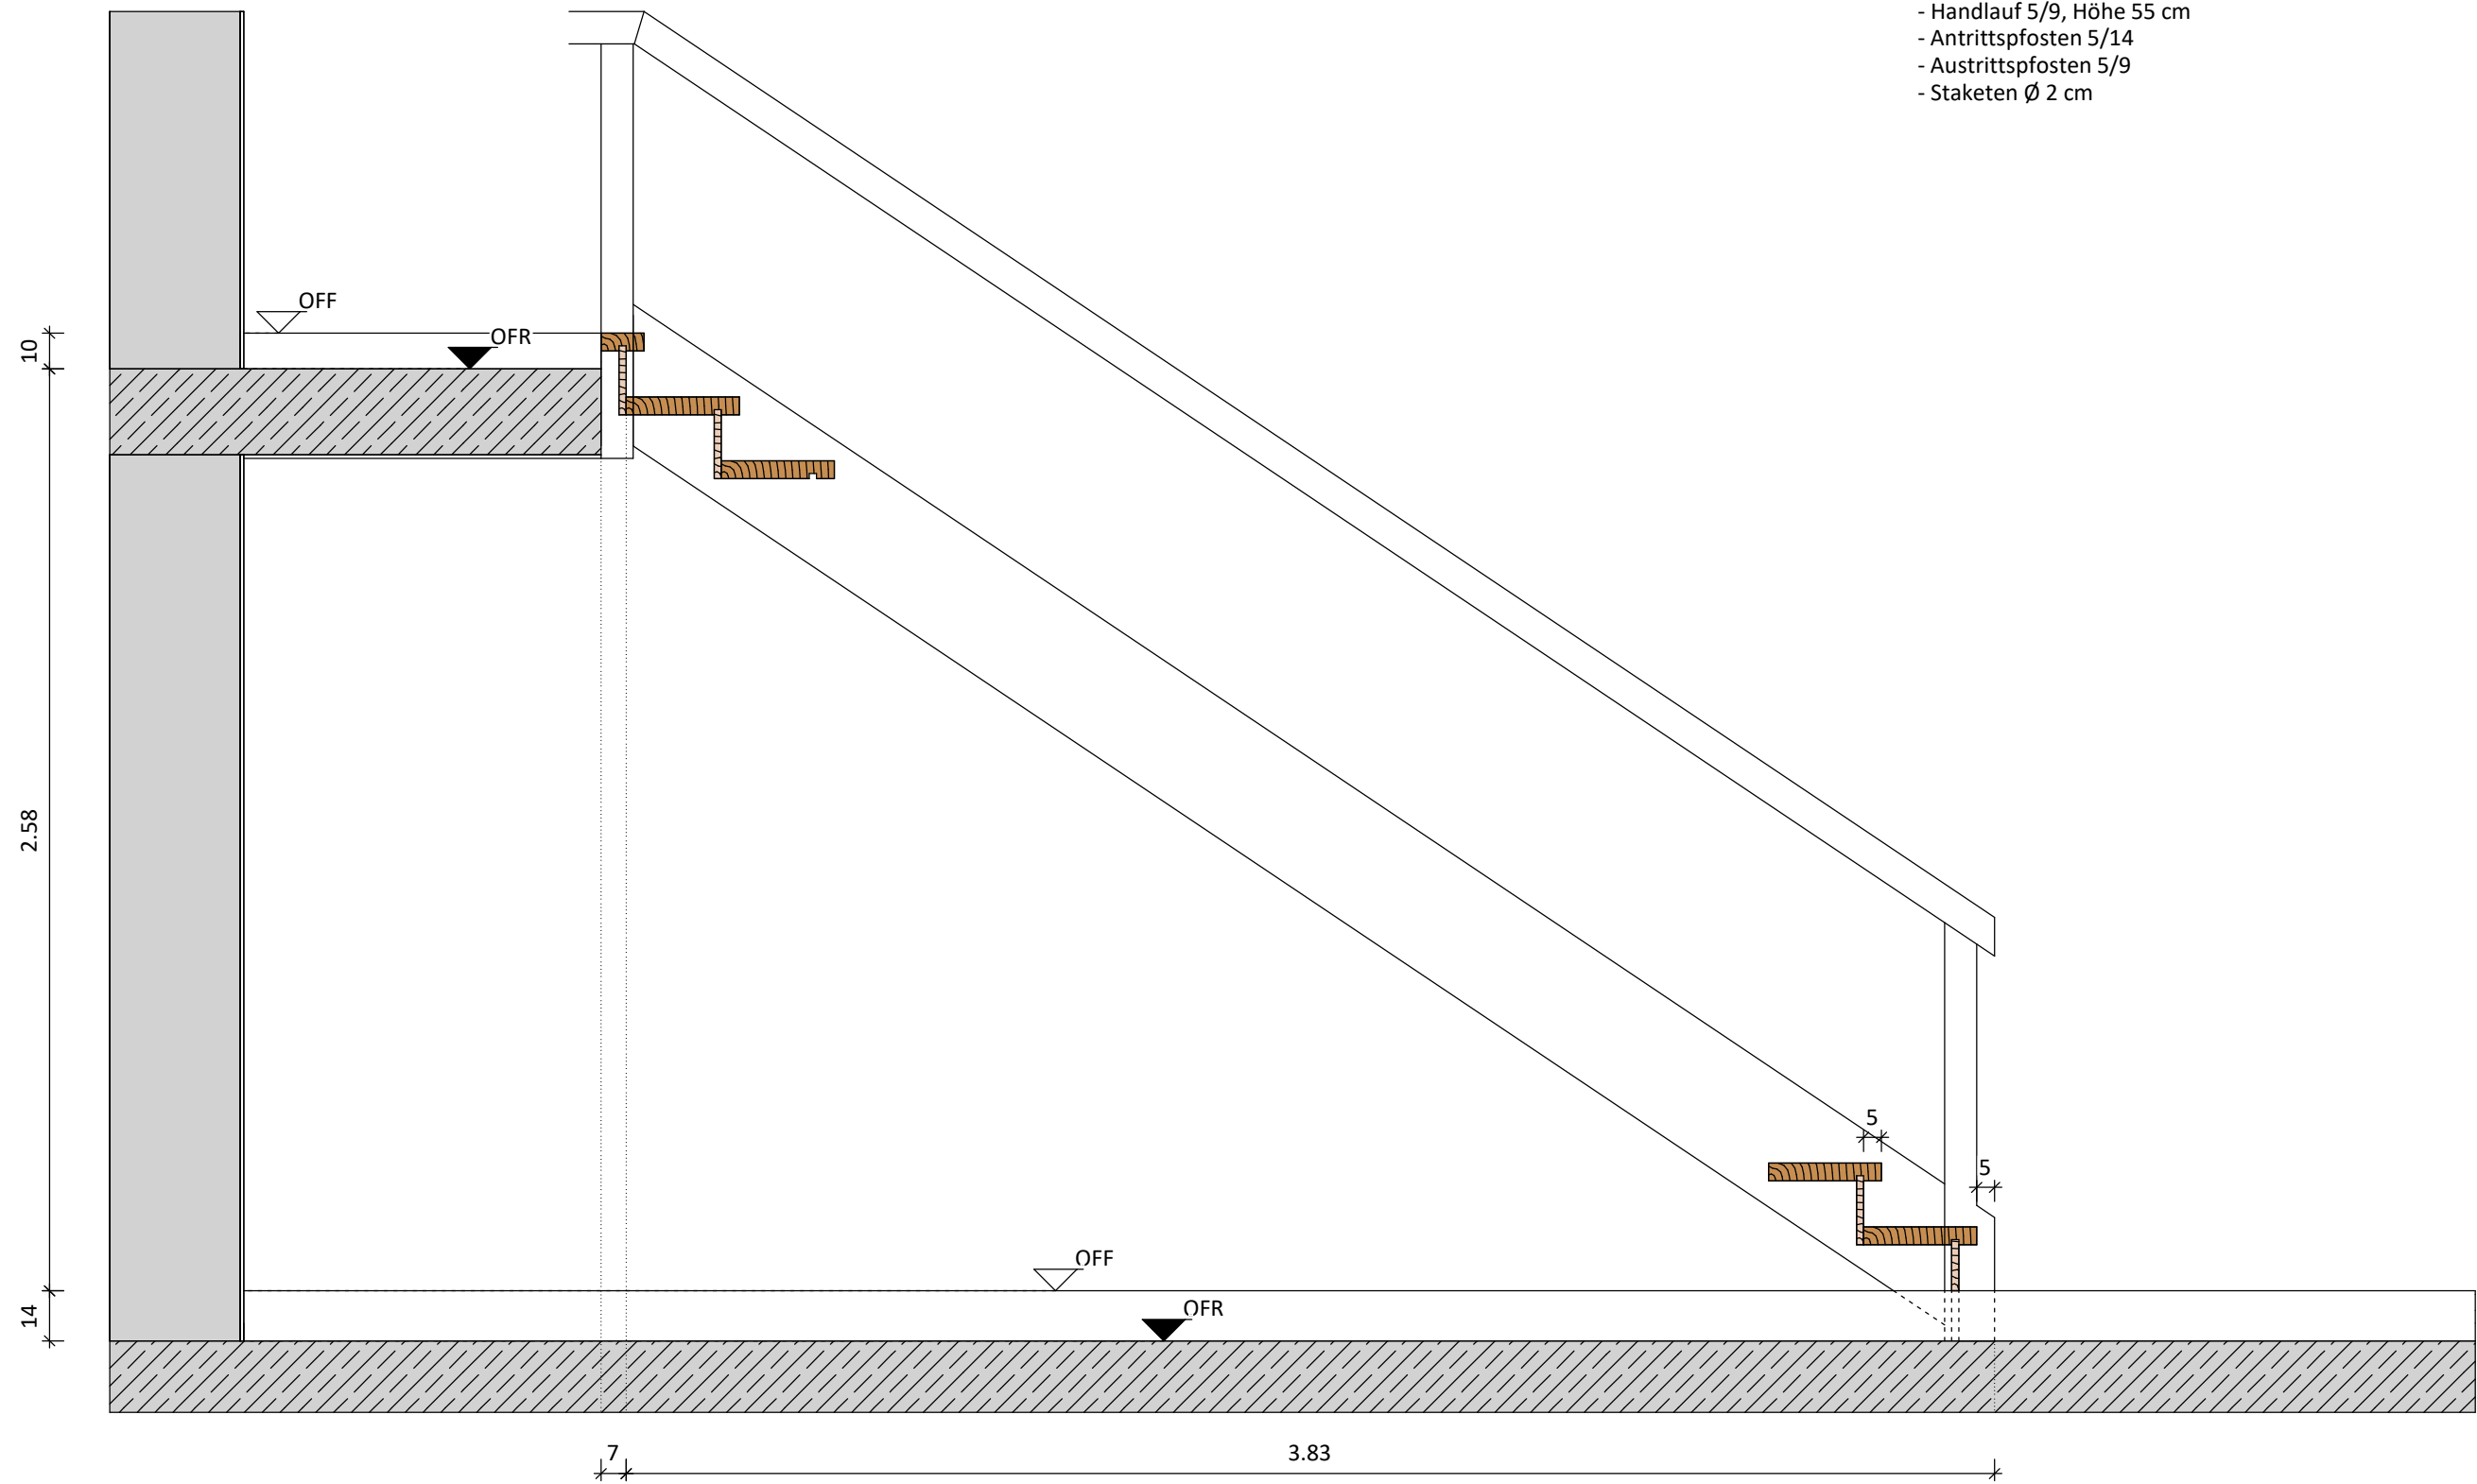 - Handlauf 5/9, Höhe 55 cm
- Antrittspfosten 5/14
- Austrittspfosten 5/9
- Staketen Ø 2 cm
OFF
OFR
10
2.58
5
5
OFF
OFR
14
7
3.83